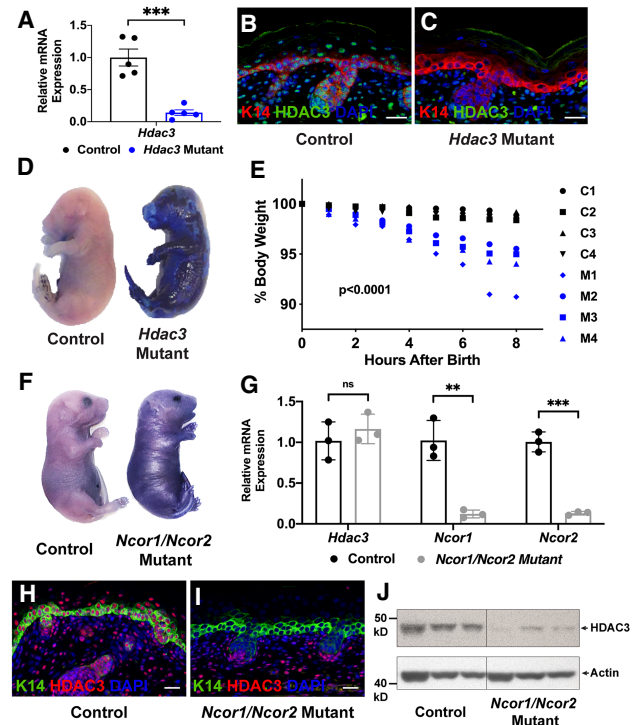 A
Relative mRNA
Expression
1.5
1.0
0.5
0.0
***
Hdac3
Control
Hdac3 Mutant
B
K14 HDAC3 DAPI
Control
C
K14 HDAC3 DAPI
Hdac3 Mutant
D
Control
Hdac3
Mutant
E
% Body Weight
100
95
90
p<0.0001
0
2
4
6
8
Hours After Birth
C1
C2
C3
C4
M1
M2
M3
M4
F
Control
Ncor1/Ncor2
Mutant
G
Relative mRNA
Expression
1.5
1.0
0.5
0.0
ns
**
***
Hdac3
Ncor1
Ncor2
Control
Ncor1/Ncor2 Mutant
H
K14 HDAC3 DAPI
Control
I
K14 HDAC3 DAPI
Ncor1/Ncor2 Mutant
J
50
kD
HDAC3
Actin
40
kD
Control
Ncor1/Ncor2
Mutant